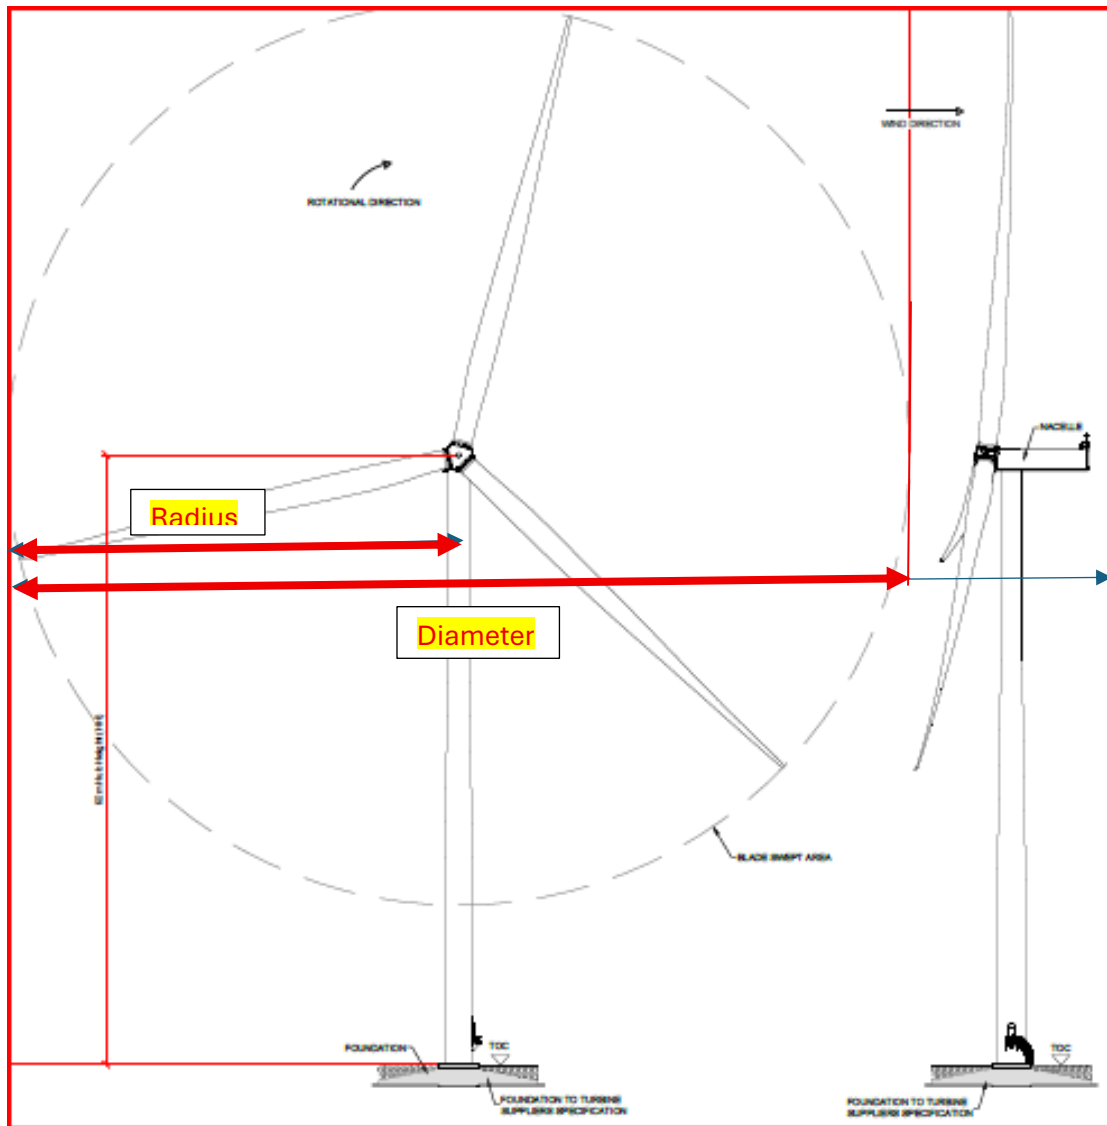 WIND DIRECTION
ROTATIONAL DIRECTION
NACELLE
Radius
Diameter
BLADE SWEPT AREA
FOUNDATION
TOC
TOC
FOUNDATION TO TURBINE
SUPPLIERS SPECIFICATION
FOUNDATION TO TURBINE
SUPPLIERS SPECIFICATION